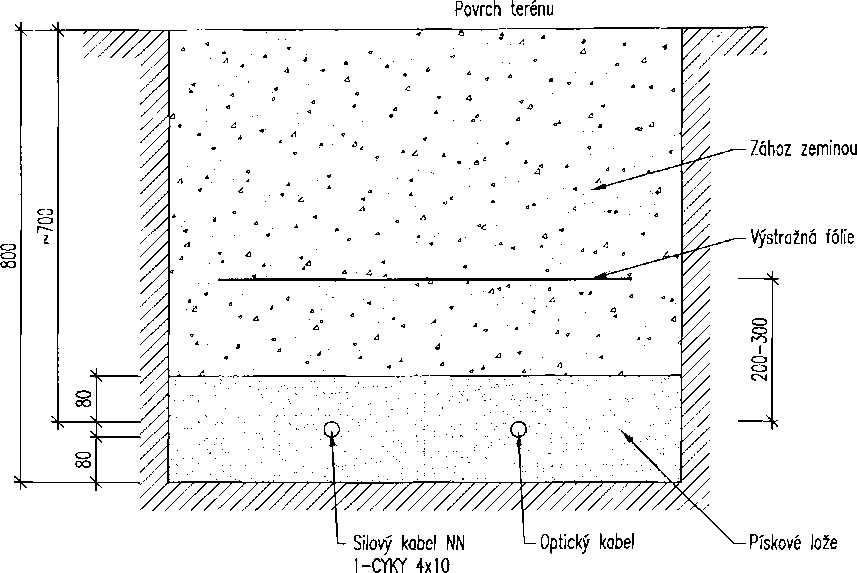 Povrch terénu
Zához zeminou
Výstražná fólie
800
~700
200-300
80
80
Silový kabel NN
1-CYKY 4x10
Optický kabel
Pískové lože